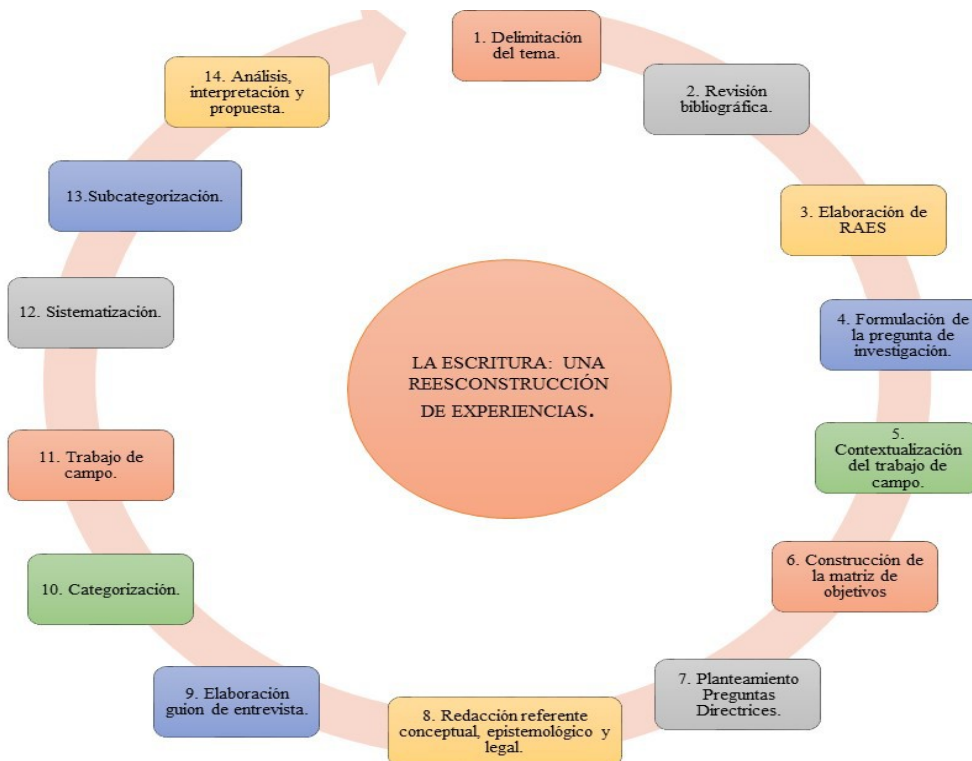 1. Delimitación
del tema.
2. Revisión
bibliográfica.
3. Elaboración de
RAES
4. Formulación de
la pregunta de
investigación.
5.
Contextualización
del trabajo de
campo.
6. Construcción de
la matriz de
objetivos
7. Planteamiento
Preguntas
Directrices.
8. Redacción referente
conceptual, epistemológico y
legal.
9. Elaboración
guion de entrevista.
10. Categorización.
11. Trabajo de
campo.
12. Sistematización.
13.Subcategorización.
14. Análisis,
interpretación y
propuesta.
LA ESCRITURA: UNA
REESCONSTRUCCIÓN
DE EXPERIENCIAS.